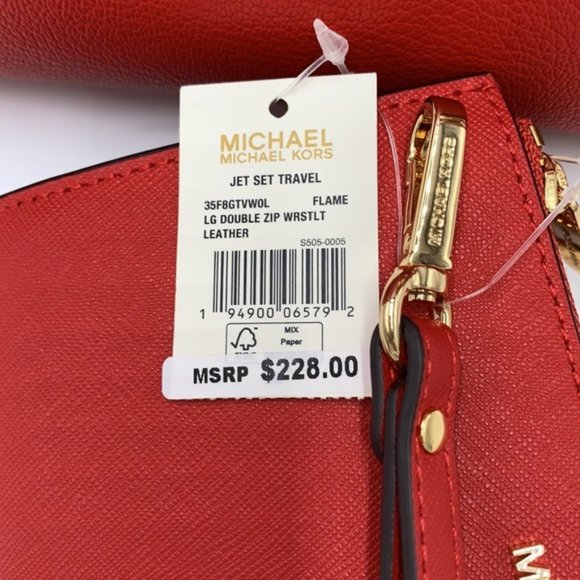 MICHAEL
MICHAEL KORS
JET SET TRAVEL
35F8GTVW0L FLAME
LG DOUBLE ZIP WRSTLT
LEATHER
S505-0005
1 94900 06579 2
MIX
Paper
MSRP $228.00
MICHAEL KORS
M